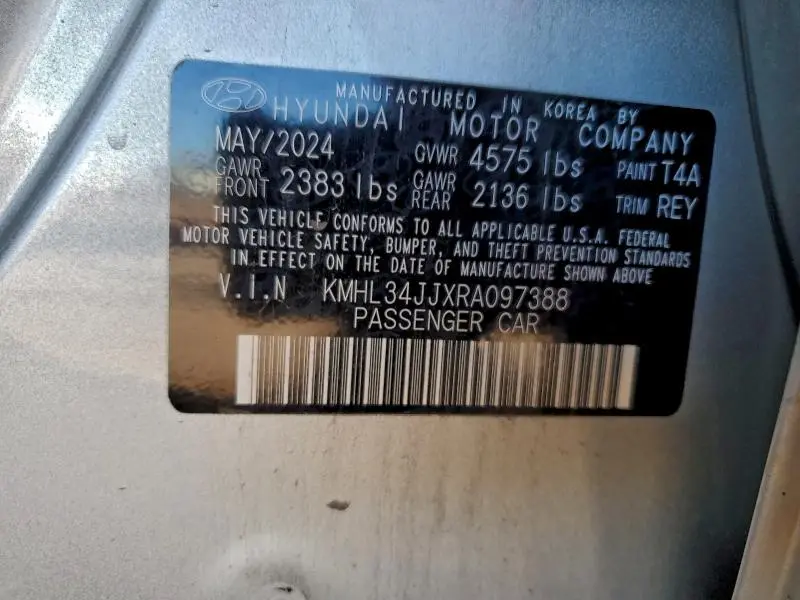 MANUFACTURED IN KOREA BY
HYUNDAI MOTOR COMPANY
MAY/2024 GVWR 4575 lbs PAINT T4A
GAWR FRONT 2383 lbs GAWR REAR 2136 lbs TRIM REY
THIS VEHICLE CONFORMS TO ALL APPLICABLE U.S.A. FEDERAL
MOTOR VEHICLE SAFETY, BUMPER, AND THEFT PREVENTION STANDARDS
IN EFFECT ON THE DATE OF MANUFACTURE SHOWN ABOVE
V.I.N KMHL34JJXRA097388
PASSENGER CAR